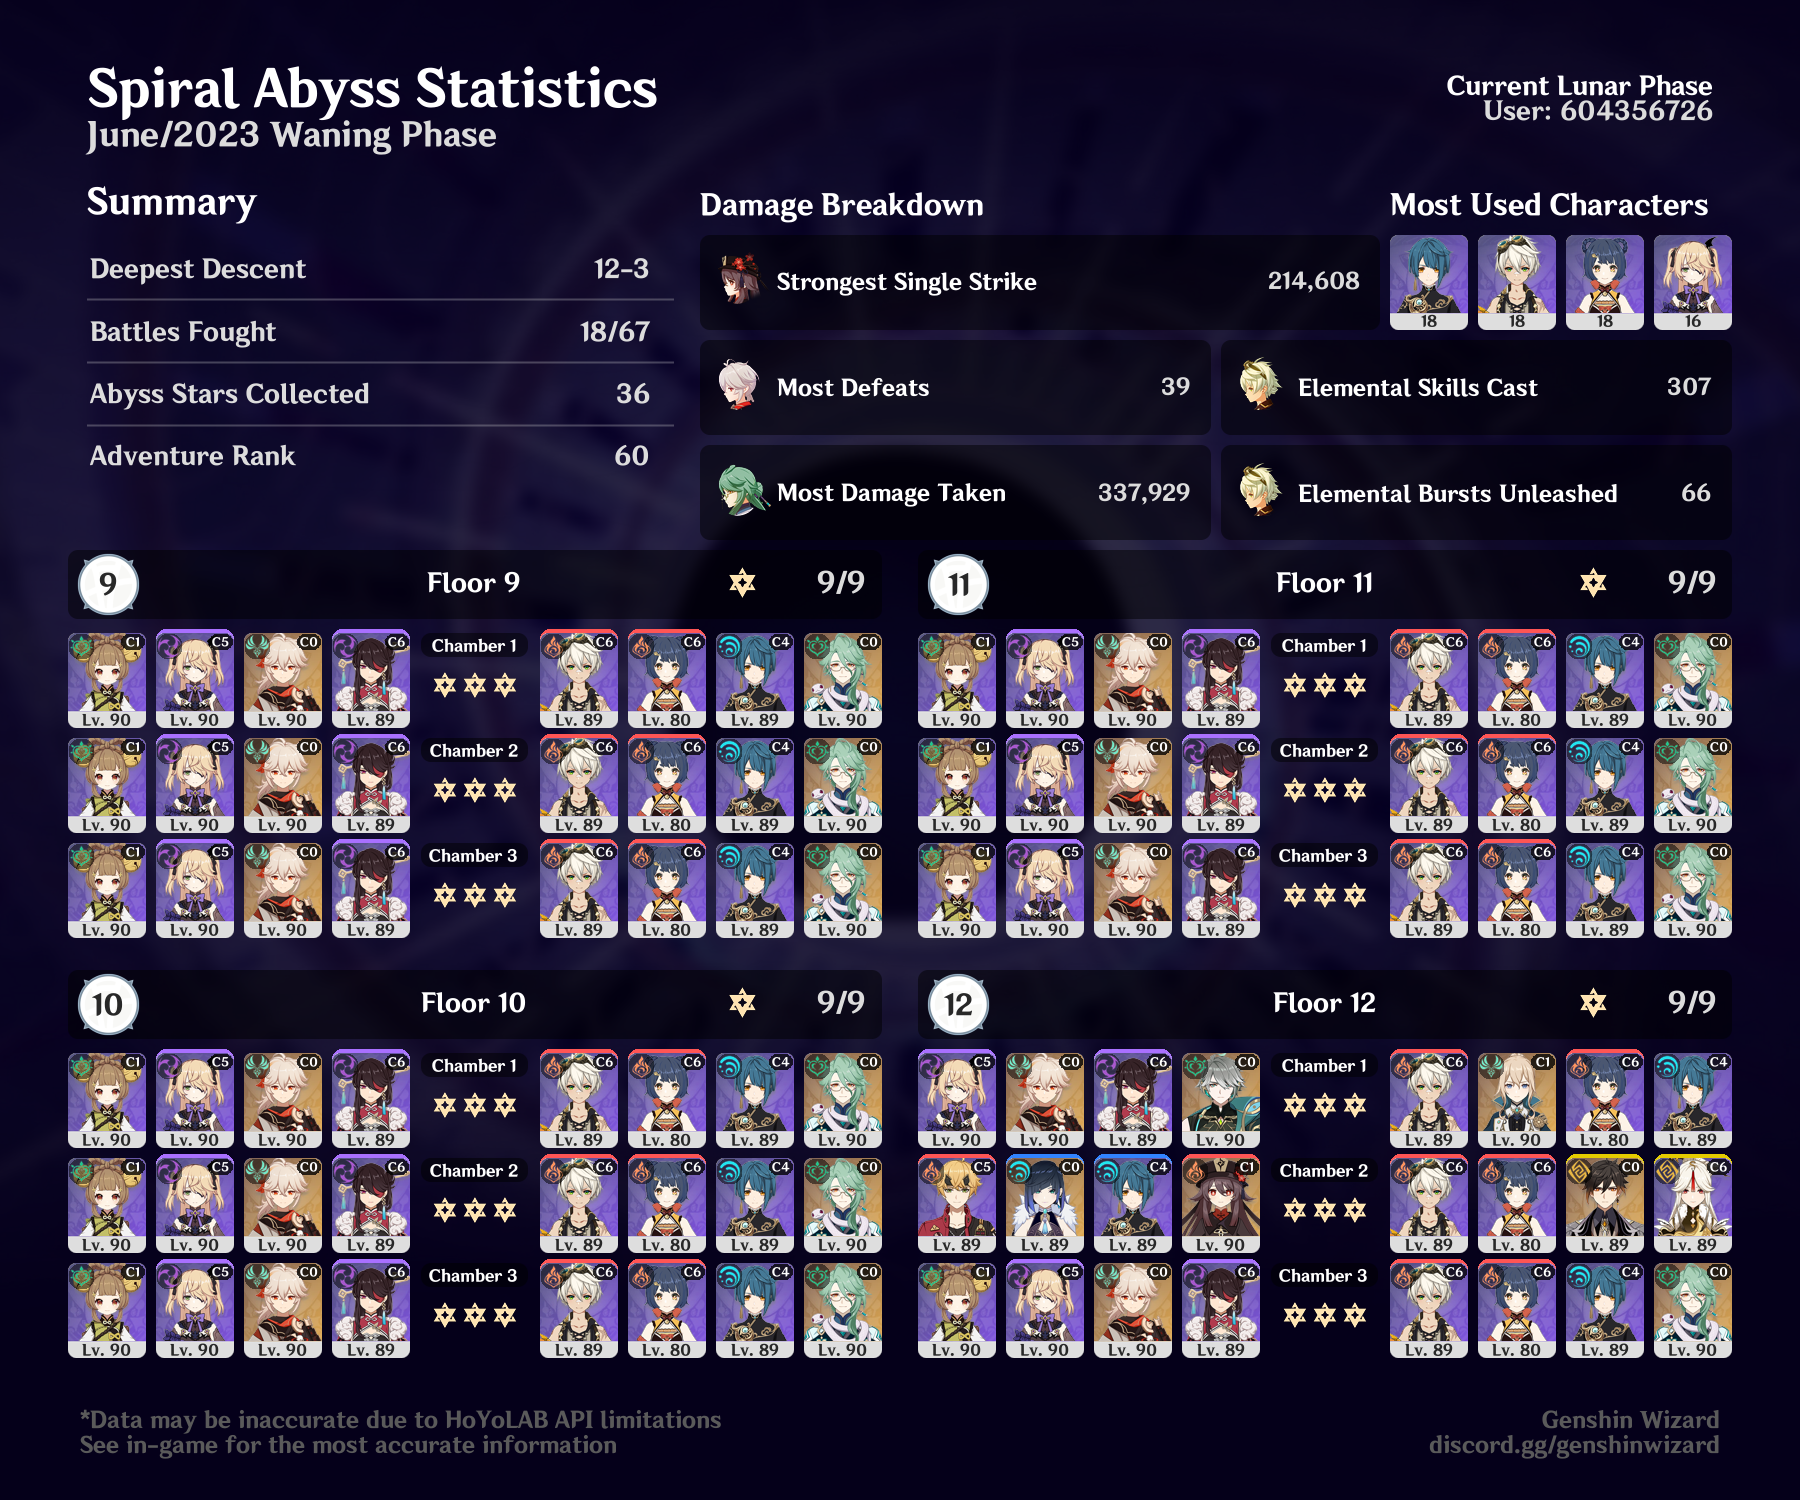 Spiral Abyss Statistics
June/2023 Waning Phase
Current Lunar Phase
User: 604356726
Summary
Deepest Descent 12-3
Battles Fought 18/67
Abyss Stars Collected 36
Adventure Rank 60
Damage Breakdown
Strongest Single Strike 214,608
Most Defeats 39
Elemental Skills Cast 307
Most Damage Taken 337,929
Elemental Bursts Unleashed 66
Most Used Characters
18 18 18 16
9 Floor 9 9/9
C1 C5 C0 C6 Chamber 1 C6 C6 C4 C0
Lv. 90 Lv. 90 Lv. 90 Lv. 89 Lv. 89 Lv. 80 Lv. 89 Lv. 90
C1 C5 C0 C6 Chamber 2 C6 C6 C4 C0
Lv. 90 Lv. 90 Lv. 90 Lv. 89 Lv. 89 Lv. 80 Lv. 89 Lv. 90
C1 C5 C0 C6 Chamber 3 C6 C6 C4 C0
Lv. 90 Lv. 90 Lv. 90 Lv. 89 Lv. 89 Lv. 80 Lv. 89 Lv. 90
11 Floor 11 9/9
C1 C5 C0 C6 Chamber 1 C6 C6 C4 C0
Lv. 90 Lv. 90 Lv. 90 Lv. 89 Lv. 89 Lv. 80 Lv. 89 Lv. 90
C1 C5 C0 C6 Chamber 2 C6 C6 C4 C0
Lv. 90 Lv. 90 Lv. 90 Lv. 89 Lv. 89 Lv. 80 Lv. 89 Lv. 90
C1 C5 C0 C6 Chamber 3 C6 C6 C4 C0
Lv. 90 Lv. 90 Lv. 90 Lv. 89 Lv. 89 Lv. 80 Lv. 89 Lv. 90
10 Floor 10 9/9
C1 C5 C0 C6 Chamber 1 C6 C6 C4 C0
Lv. 90 Lv. 90 Lv. 90 Lv. 89 Lv. 89 Lv. 80 Lv. 89 Lv. 90
C1 C5 C0 C6 Chamber 2 C6 C6 C4 C0
Lv. 90 Lv. 90 Lv. 90 Lv. 89 Lv. 89 Lv. 80 Lv. 89 Lv. 90
C1 C5 C0 C6 Chamber 3 C6 C6 C4 C0
Lv. 90 Lv. 90 Lv. 90 Lv. 89 Lv. 89 Lv. 80 Lv. 89 Lv. 90
12 Floor 12 9/9
C5 C0 C6 C0 Chamber 1 C6 C1 C6 C4
Lv. 90 Lv. 90 Lv. 89 Lv. 90 Lv. 89 Lv. 90 Lv. 80 Lv. 89
C5 C0 C4 C1 Chamber 2 C6 C6 C0 C6
Lv. 89 Lv. 90 Lv. 89 Lv. 90 Lv. 89 Lv. 80 Lv. 89 Lv. 89
C1 C5 C0 C6 Chamber 3 C6 C6 C4 C0
Lv. 90 Lv. 90 Lv. 90 Lv. 89 Lv. 89 Lv. 80 Lv. 89 Lv. 90
*Data may be inaccurate due to HoYoLAB API limitations
See in-game for the most accurate information
Genshin Wizard
discord.gg/genshinwizard